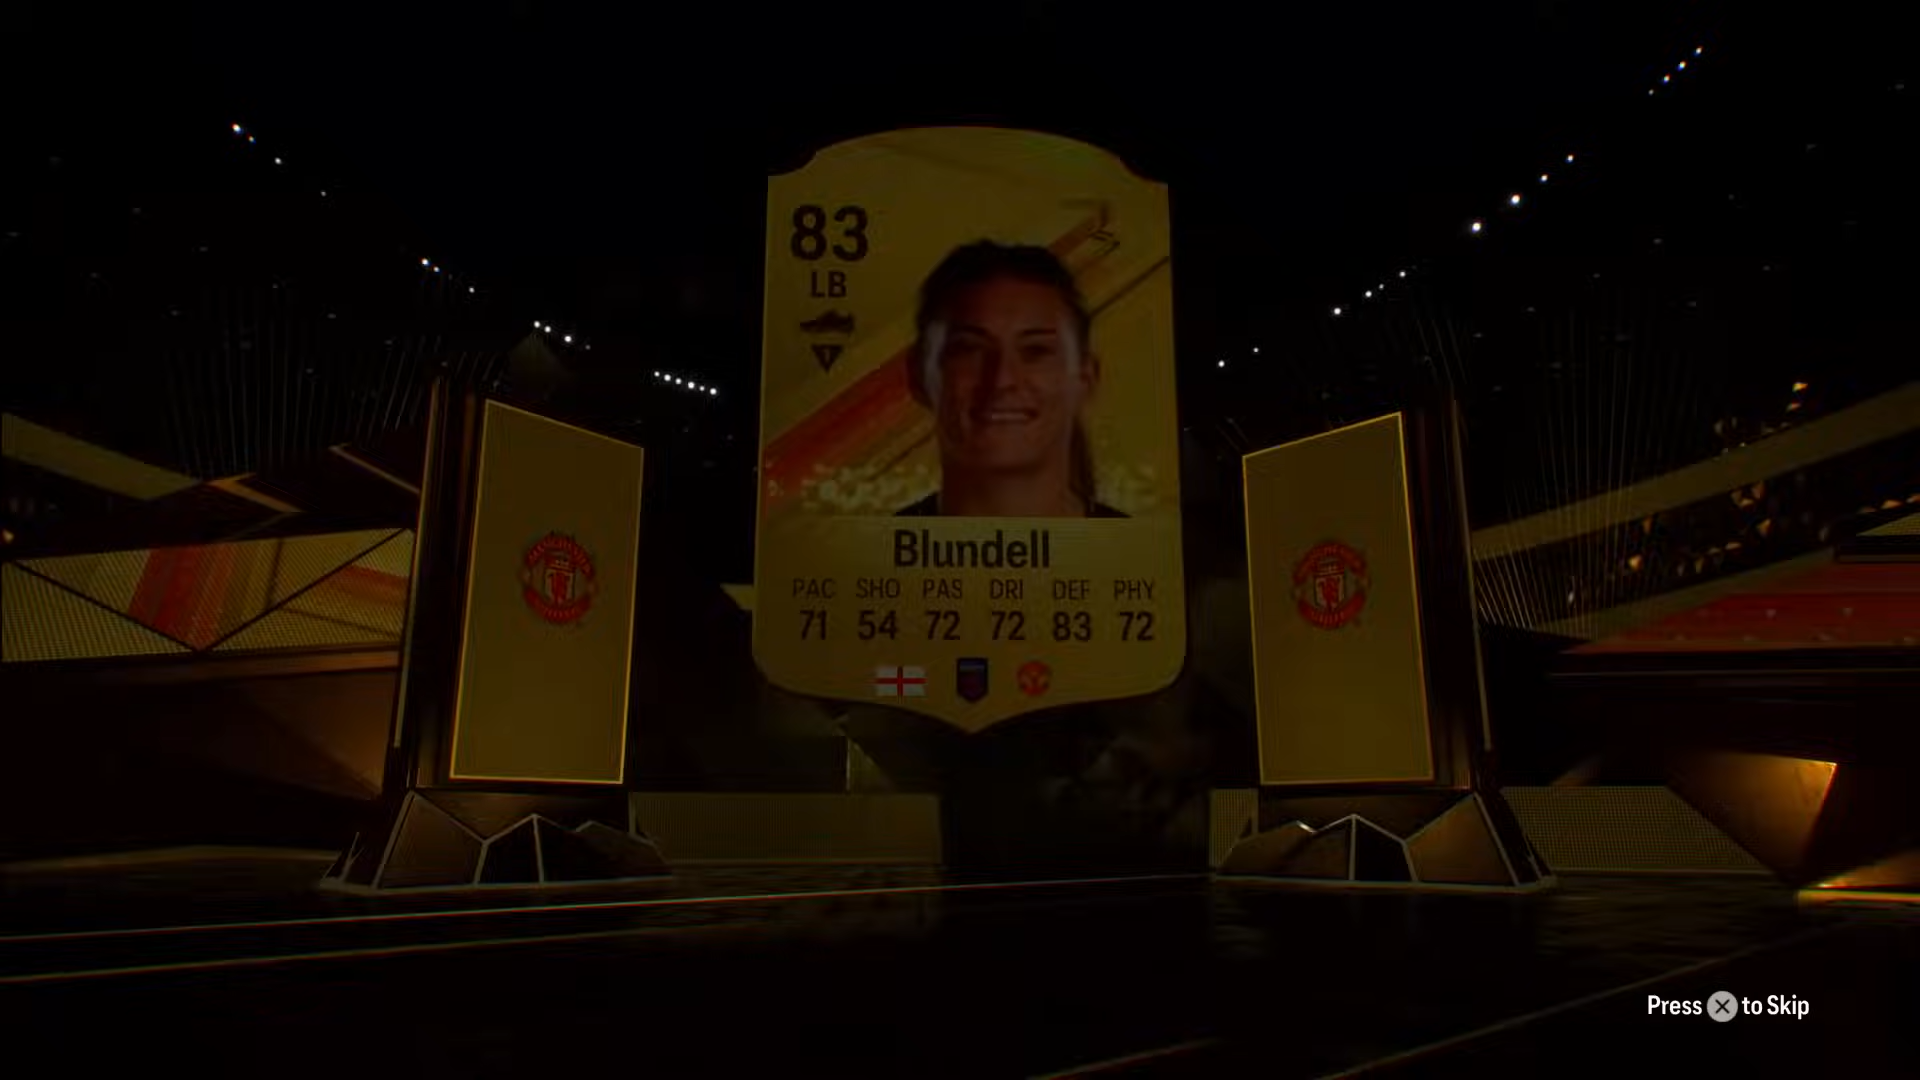 83
LB
Blundell
PAC SHO PAS DRI DEF PHY
71 54 72 72 83 72
Press to Skip